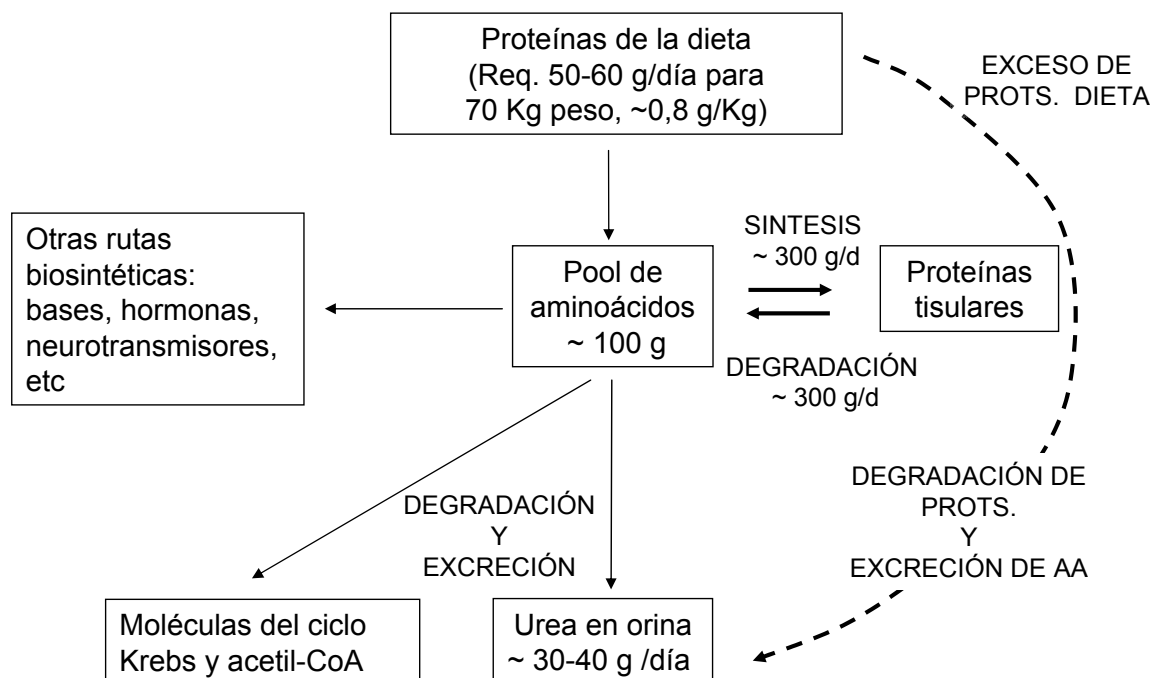 Proteínas de la dieta
(Req. 50-60 g/día para
70 Kg peso, ~0,8 g/Kg)
EXCESO DE
PROTS.  DIETA
Otras rutas
biosintéticas:
bases, hormonas,
neurotransmisores,
etc
Pool de
aminoácidos
~ 100 g
SINTESIS
~ 300 g/d
DEGRADACIÓN
~ 300 g/d
Proteínas
tisulares
DEGRADACIÓN
Y
EXCRECIÓN
DEGRADACIÓN DE
PROTS.
Y
EXCRECIÓN DE AA
Moléculas del ciclo
Krebs y acetil-CoA
Urea en orina
~ 30-40 g /día